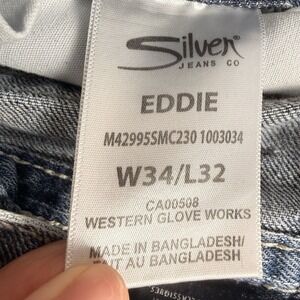 Silver
JEANS CO
EDDIE
M42995SMC230 1003034
W34/L32
CA00508
WESTERN GLOVE WORKS
MADE IN BANGLADESH/
FAIT AU BANGLADESH